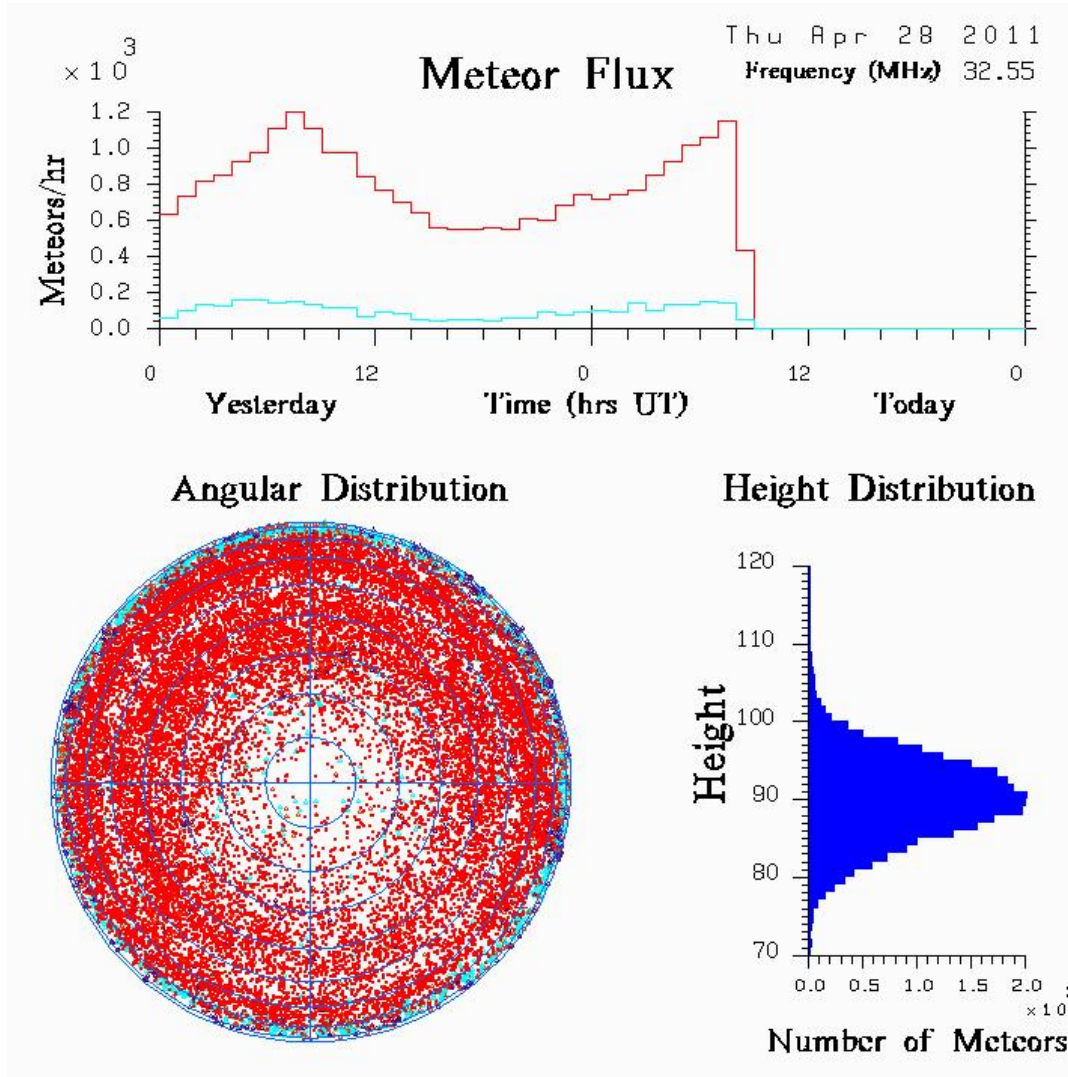 Thu Apr 28 2011
3
× 10
Meteor Flux
Frequency (MHz) 32.55
1.2
1.0
0.8
0.6
0.4
0.2
0.0
Meteors/hr
0 12 0 12 0
Yesterday Time (hrs UT) Today
Angular Distribution
Height Distribution
120
110
100
90
80
70
Height
0.0 0.5 1.0 1.5 2.0
× 10
Number of Meteors